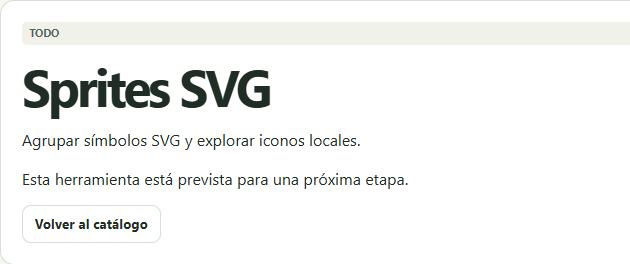 TODO
Sprites SVG
Agrupar símbolos SVG y explorar iconos locales.
Esta herramienta está prevista para una próxima etapa.
Volver al catálogo